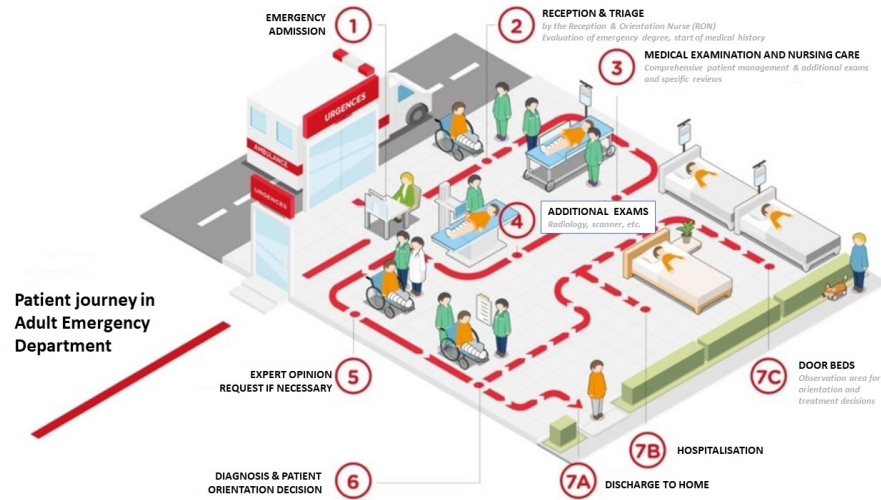 EMERGENCY
ADMISSION
1
2
RECEPTION & TRIAGE
by the Reception & Orientation Nurse (RON)
Evaluation of emergency degree, start of medical history
3
MEDICAL EXAMINATION AND NURSING CARE
Comprehensive patient management & additional exams
and specific reviews
URGENCES
AMBULANCE
URGENCES
4
ADDITIONAL EXAMS
Radiology, scanner, etc.
Patient journey in
Adult Emergency
Department
EXPERT OPINION
REQUEST IF NECESSARY
5
7C
DOOR BEDS
Observation area for
orientation and
treatment decisions
7B
HOSPITALISATION
DIAGNOSIS & PATIENT
ORIENTATION DECISION
6
7A
DISCHARGE TO HOME